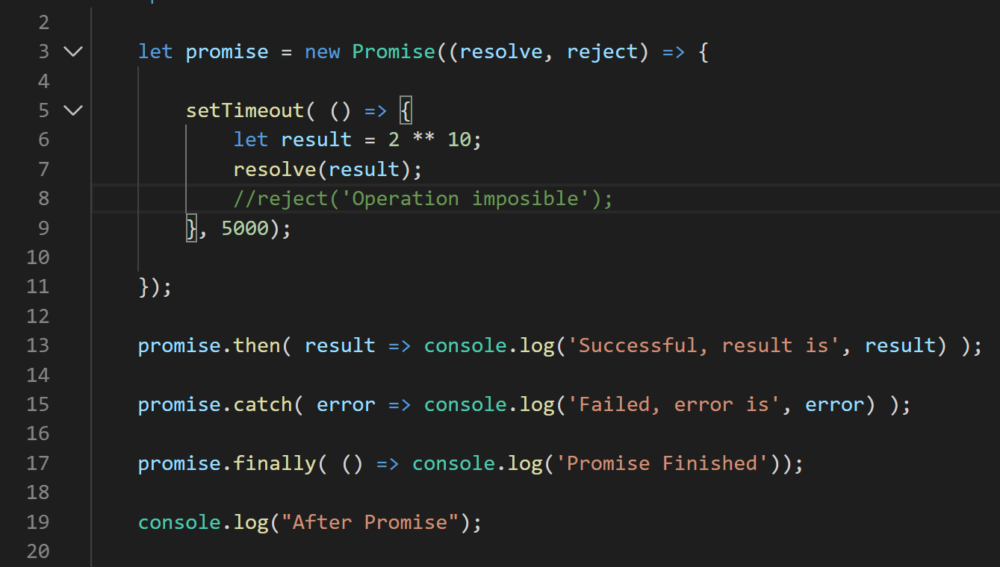 2
3 let promise = new Promise((resolve, reject) => {
4
5 setTimeout( () => {
6 let result = 2 ** 10;
7 resolve(result);
8 //reject('Operation imposible');
9 }, 5000);
10
11 });
12
13 promise.then( result => console.log('Successful, result is', result) );
14
15 promise.catch( error => console.log('Failed, error is', error) );
16
17 promise.finally( () => console.log('Promise Finished'));
18
19 console.log("After Promise");
20